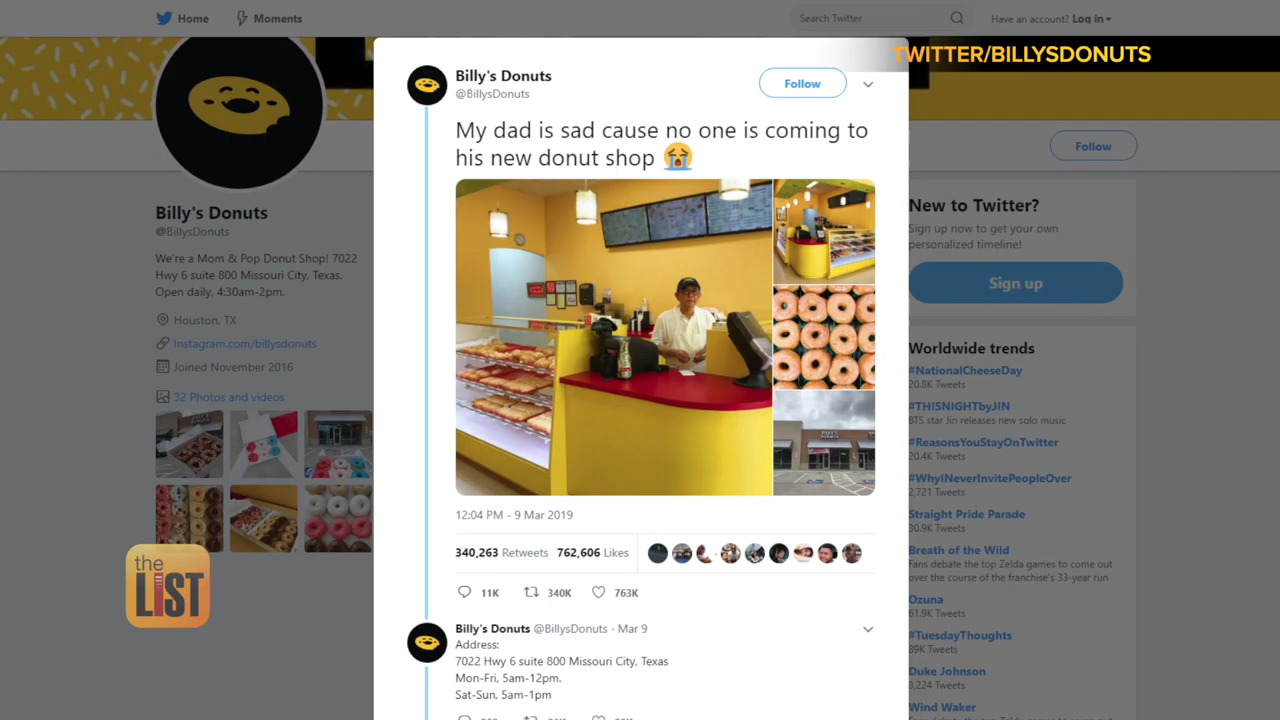 Home
Moments
Search Twitter
Have an account? Log in
TWITTER/BILLYSDONUTS
Billy's Donuts
@BillysDonuts
Follow
My dad is sad cause no one is coming to
his new donut shop 😭
12:04 PM - 9 Mar 2019
340,263 Retweets 762,606 Likes
11K 340K 763K
Billy's Donuts @BillysDonuts · Mar 9
Address:
7022 Hwy 6 suite 800 Missouri City, Texas
Mon-Fri, 5am-12pm.
Sat-Sun, 5am-1pm
Billy's Donuts
@BillysDonuts
We're a Mom & Pop Donut Shop! 7022
Hwy 6 suite 800 Missouri City, Texas.
Open daily, 4:30am-2pm.
Houston, TX
Instagram.com/billysdonuts
Joined November 2016
32 Photos and videos
the
LIST
Follow
New to Twitter?
Sign up now to get your own
personalized timeline!
Sign up
Worldwide trends
#NationalCheeseDay
20.8K Tweets
#THISNIGHTbyJIN
BTS star Jin releases new solo music
#ReasonsYouStayOnTwitter
20.4K Tweets
#WhyINeverInvitePeopleOver
2,721 Tweets
Straight Pride Parade
30.9K Tweets
Breath of the Wild
Fans debate the top Zelda games to come out
over the course of the franchise's 33-year run
Ozuna
61.9K Tweets
#TuesdayThoughts
89K Tweets
Duke Johnson
3,224 Tweets
Wind Waker